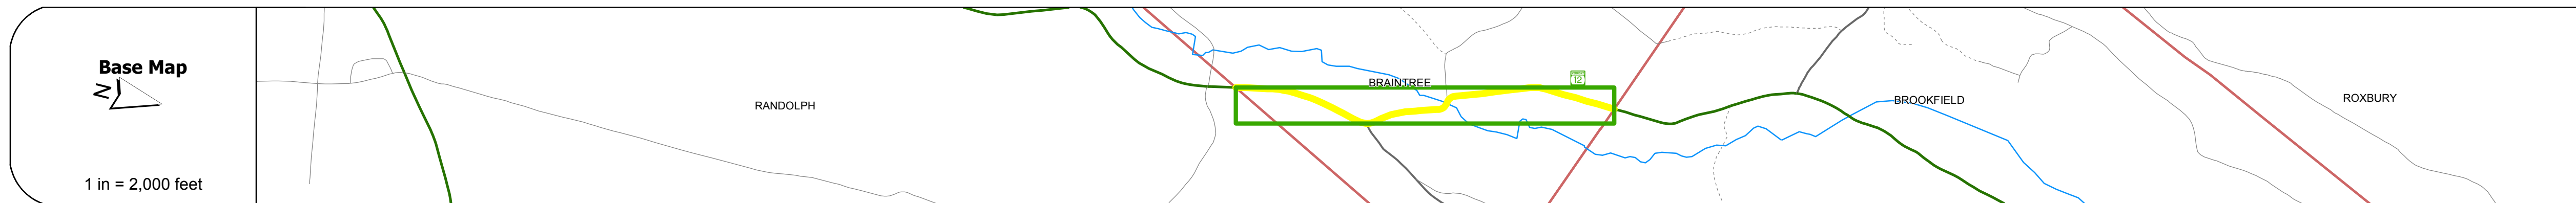 Base Map
N
1 in = 2,000 feet
RANDOLPH
BRAINTREE
12
BROOKFIELD
ROXBURY